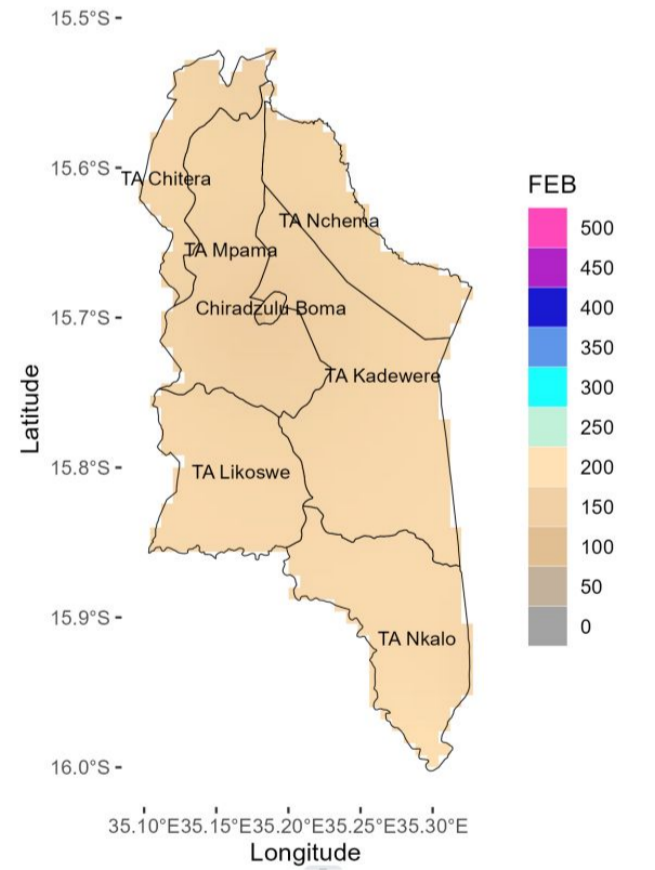 15.5°S
15.6°S
TA Chitera
FEB
500
TA Nchema
450
TA Mpama
400
Chiradzulu Boma
15.7°S
350
TA Kadewere
300
Latitude
250
15.8°S
TA Likoswe
200
150
100
50
15.9°S
0
TA Nkalo
16.0°S
35.10°E35.15°E35.20°E35.25°E35.30°E
Longitude